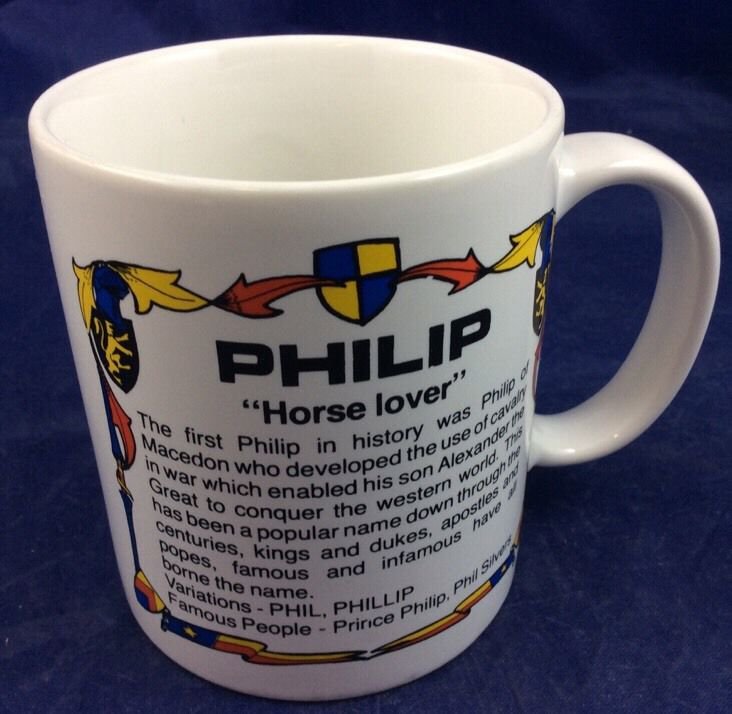 PHILIP
“Horse lover”
The first Philip in history was Philip of
Macedon who developed the use of cavalry
in war which enabled his son Alexander the
Great to conquer the western world. This
has been a popular name down through the
centuries, kings and dukes, apostles and
popes, famous and infamous have all
borne the name.
Variations - PHIL, PHILLIP
Famous People - Prince Philip, Phil Silvers